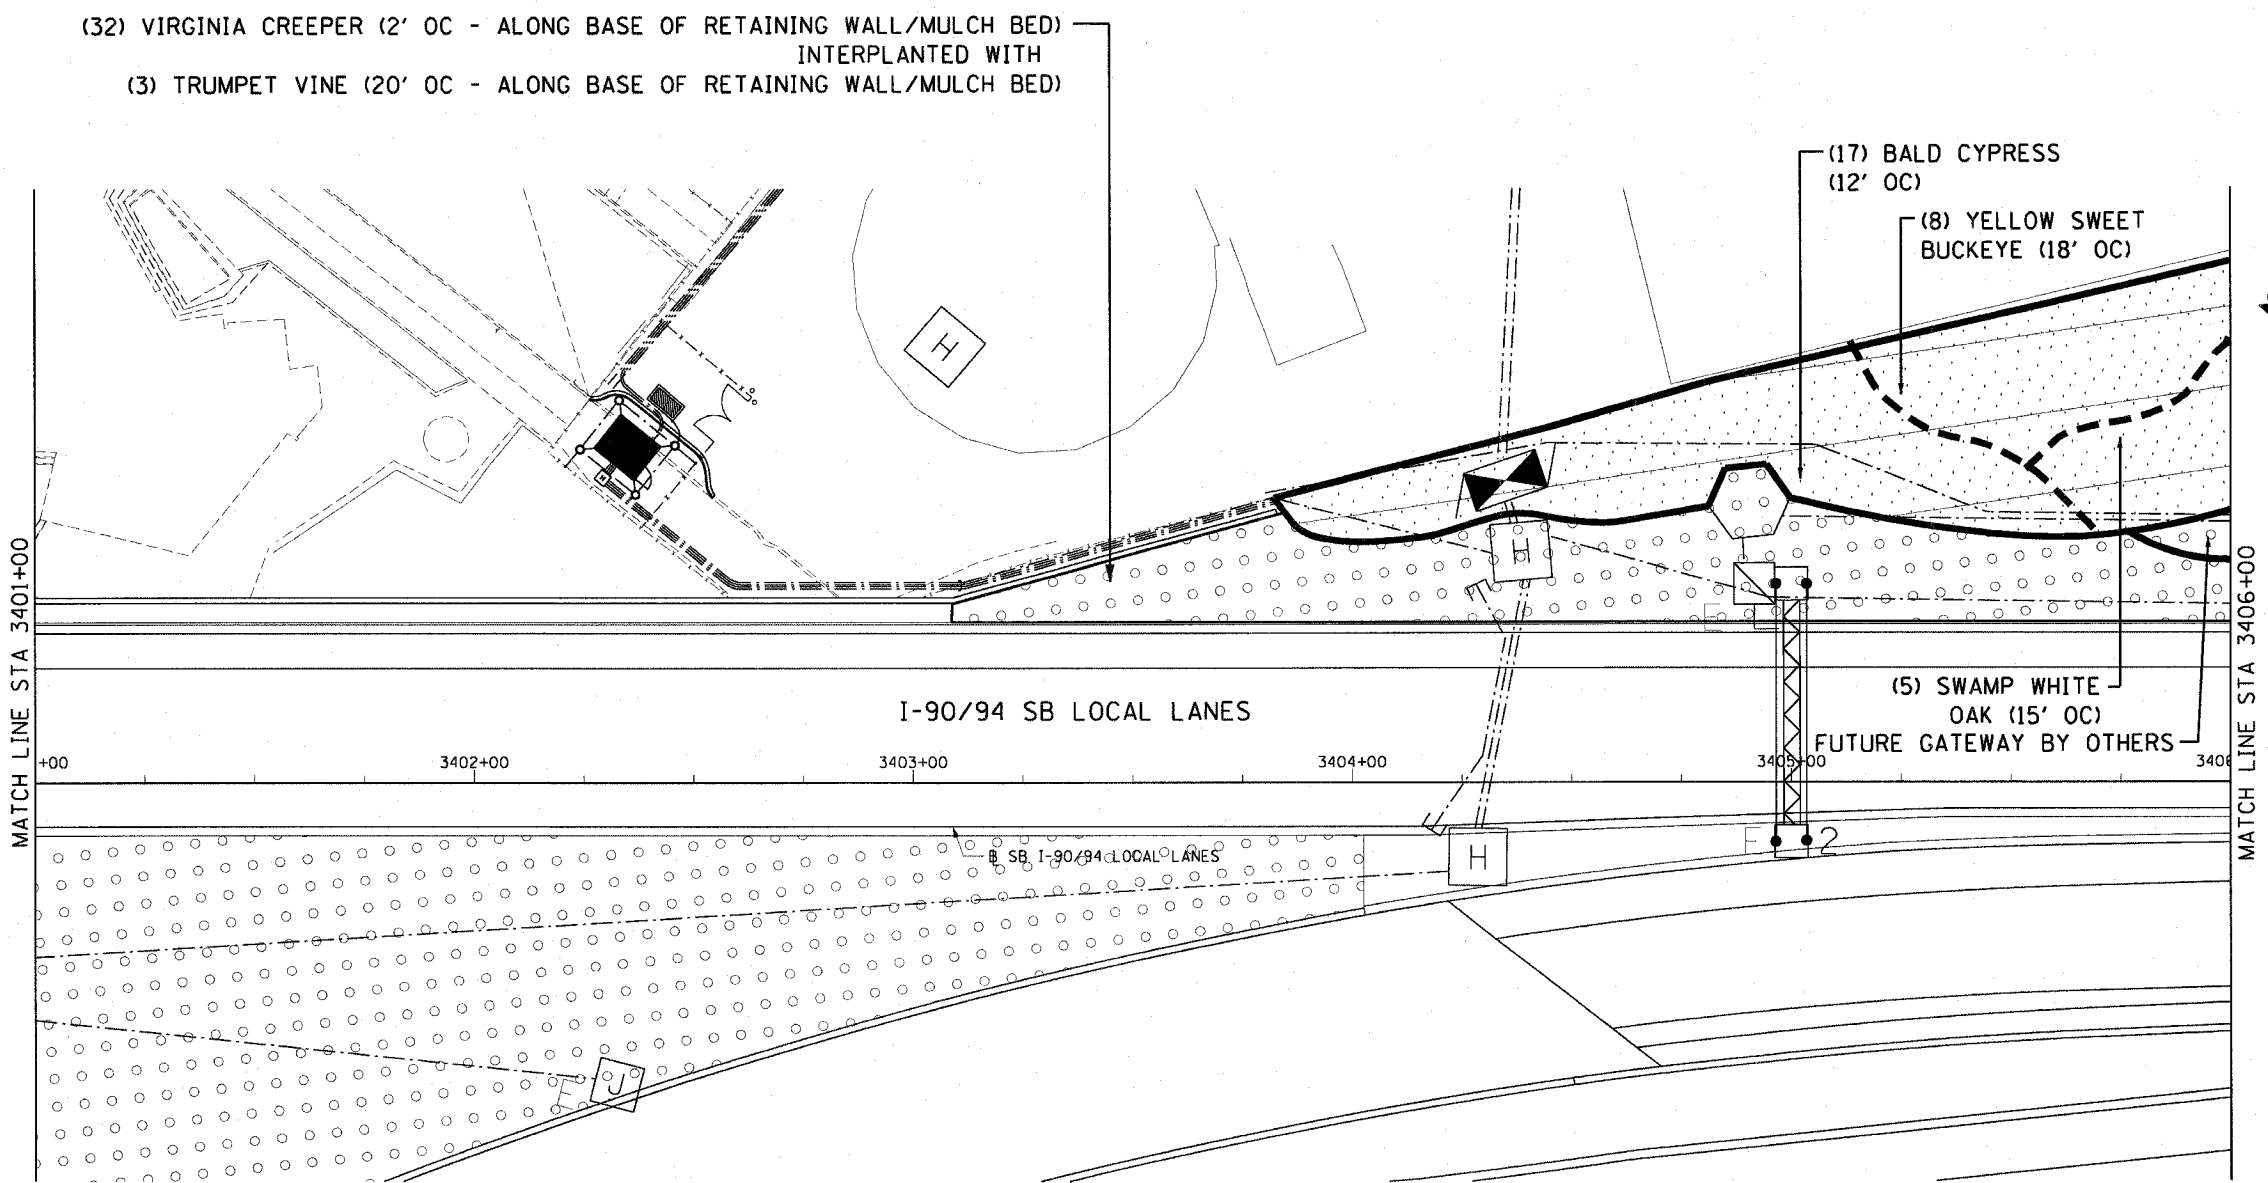 (32) VIRGINIA CREEPER (2' OC - ALONG BASE OF RETAINING WALL/MULCH BED)
INTERPLANTED WITH
(3) TRUMPET VINE (20' OC - ALONG BASE OF RETAINING WALL/MULCH BED)
(17) BALD CYPRESS
(12' OC)
(8) YELLOW SWEET
BUCKEYE (18' OC)
H
H
E
E
MATCH LINE STA 3401+00
MATCH LINE STA 3406+00
(5) SWAMP WHITE
OAK (15' OC)
FUTURE GATEWAY BY OTHERS
I-90/94 SB LOCAL LANES
+00
3402+00
3403+00
3404+00
3405+00
3406
E
H
E
2
B SB I-90/94 LOCAL LANES
E
J